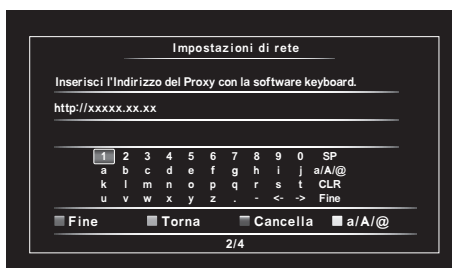 Impostazioni di rete
Inserisci l'Indirizzo del Proxy con la software keyboard.
http://xxxxx.xx.xx
1 2 3 4 5 6 7 8 9 0 SP
a b c d e f g h i j a/A/@
k l m n o p q r s t CLR
u v w x y z . - <- -> Fine
Fine Torna Cancella a/A/@
2/4